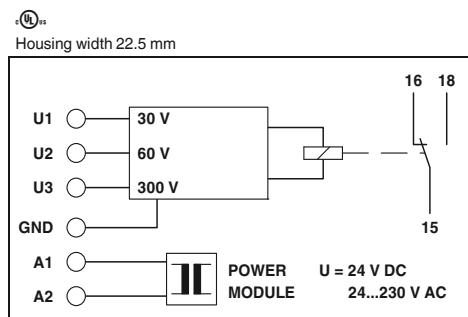 c UL US
Housing width 22.5 mm
16 18
U1 30 V
U2 60 V
U3 300 V
GND
15
A1
POWER U = 24 V DC
A2 MODULE 24...230 V AC